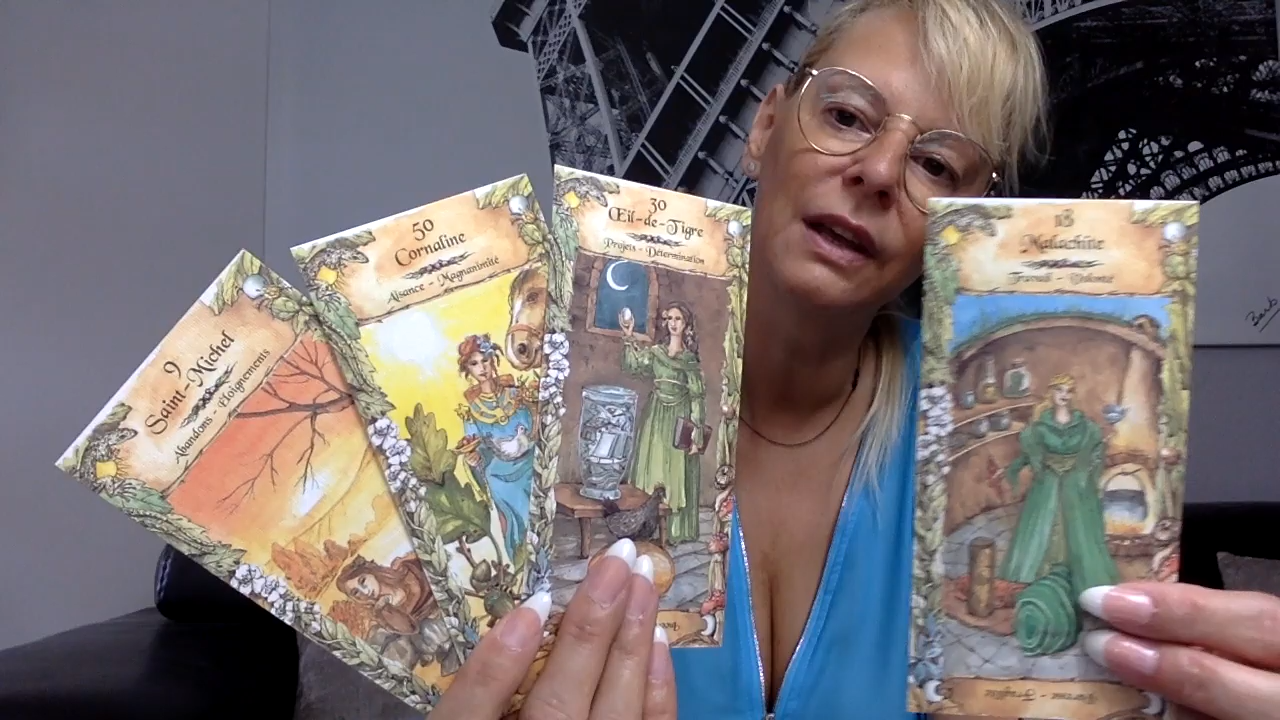 9
Saint-Michel
Abandons - Éloignements
50
Cornaline
Aisance - Magnanimité
30
Œil-de-Tigre
Projets - Détermination
18
Malachite
Travail - Volonté